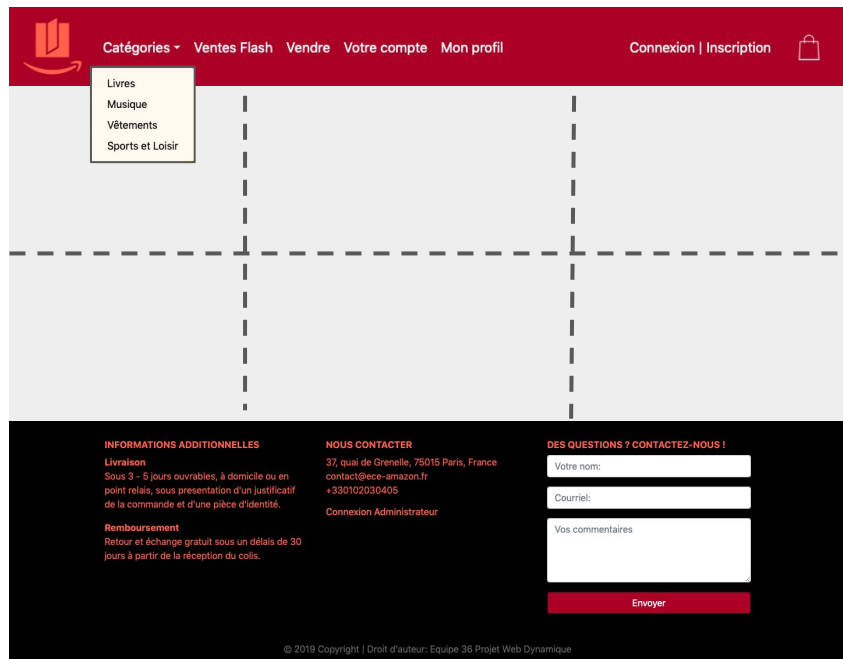 Catégories Ventes Flash Vendre Votre compte Mon profil Connexion | Inscription
Livres
Musique
Vêtements
Sports et Loisir
INFORMATIONS ADDITIONNELLES
Livraison
Sous 3 - 5 jours ouvrables, à domicile ou en
point relais, sous presentation d'un justificatif
de la commande et d'une pièce d'identité.
Remboursement
Retour et échange gratuit sous un délais de 30
jours à partir de la réception du colis.
NOUS CONTACTER
37, quai de Grenelle, 75015 Paris, France
contact@ece-amazon.fr
+330102030405
Connexion Administrateur
DES QUESTIONS ? CONTACTEZ-NOUS !
Votre nom:
Courriel:
Vos commentaires
Envoyer
© 2019 Copyright | Droit d'auteur: Equipe 36 Projet Web Dynamique